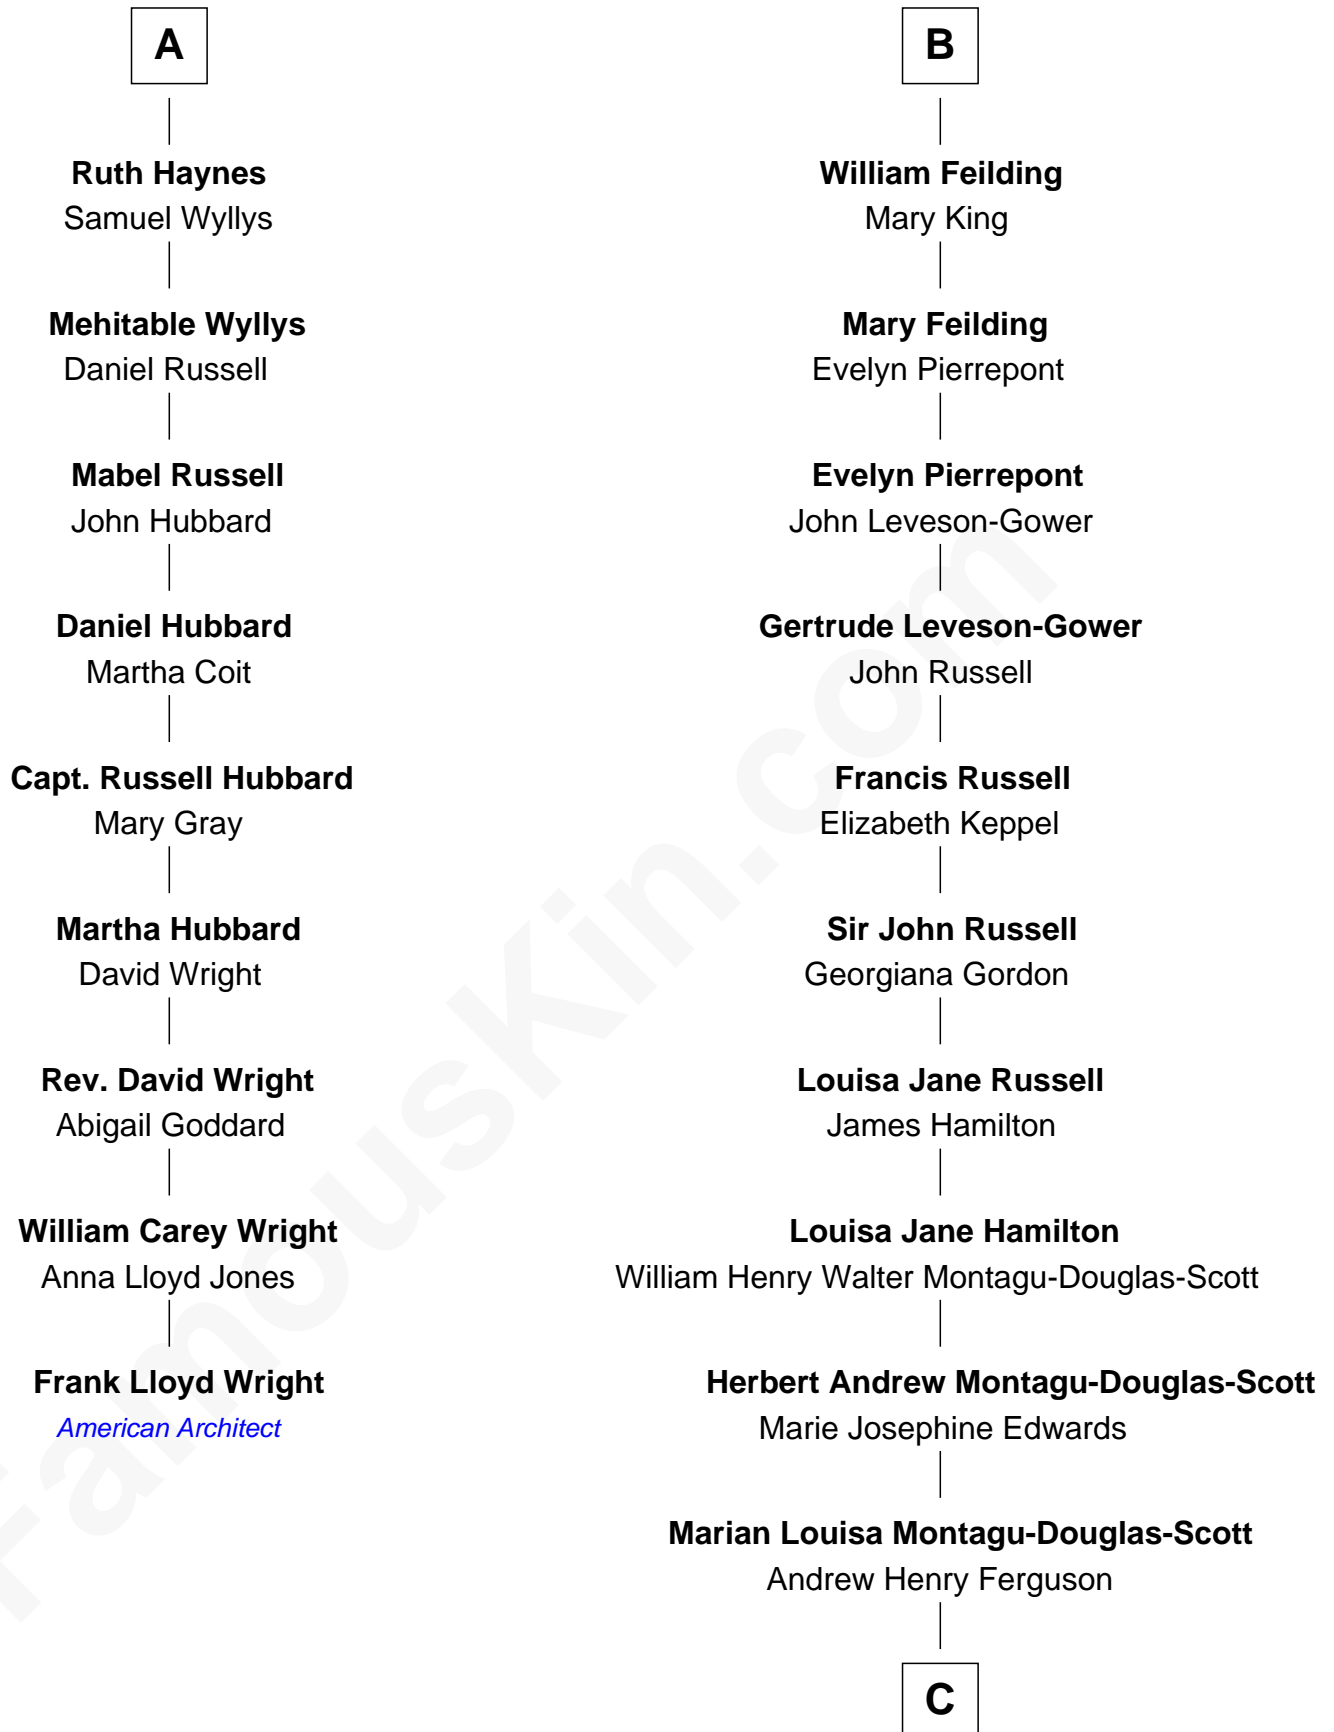 A
Ruth Haynes
Samuel Wyllys
Mehitable Wyllys
Daniel Russell
Mabel Russell
John Hubbard
Daniel Hubbard
Martha Coit
Capt. Russell Hubbard
Mary Gray
Martha Hubbard
David Wright
Rev. David Wright
Abigail Goddard
William Carey Wright
Anna Lloyd Jones
Frank Lloyd Wright
American Architect
B
William Feilding
Mary King
Mary Feilding
Evelyn Pierrepont
Evelyn Pierrepont
John Leveson-Gower
Gertrude Leveson-Gower
John Russell
Francis Russell
Elizabeth Keppel
Sir John Russell
Georgiana Gordon
Louisa Jane Russell
James Hamilton
Louisa Jane Hamilton
William Henry Walter Montagu-Douglas-Scott
Herbert Andrew Montagu-Douglas-Scott
Marie Josephine Edwards
Marian Louisa Montagu-Douglas-Scott
Andrew Henry Ferguson
C
FamousKin.com